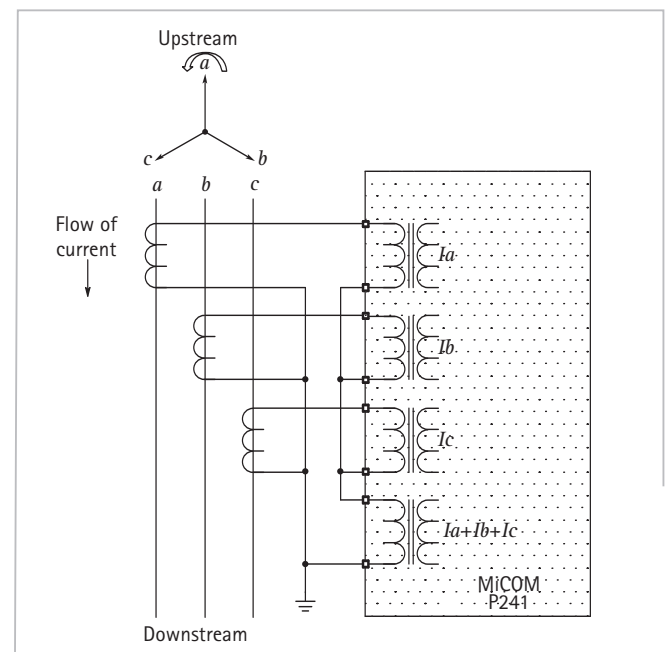 Upstream
a
c
b
a b c
Flow of
current
Ia
Ib
Ic
Ia+Ib+Ic
MiCOM
P241
Downstream